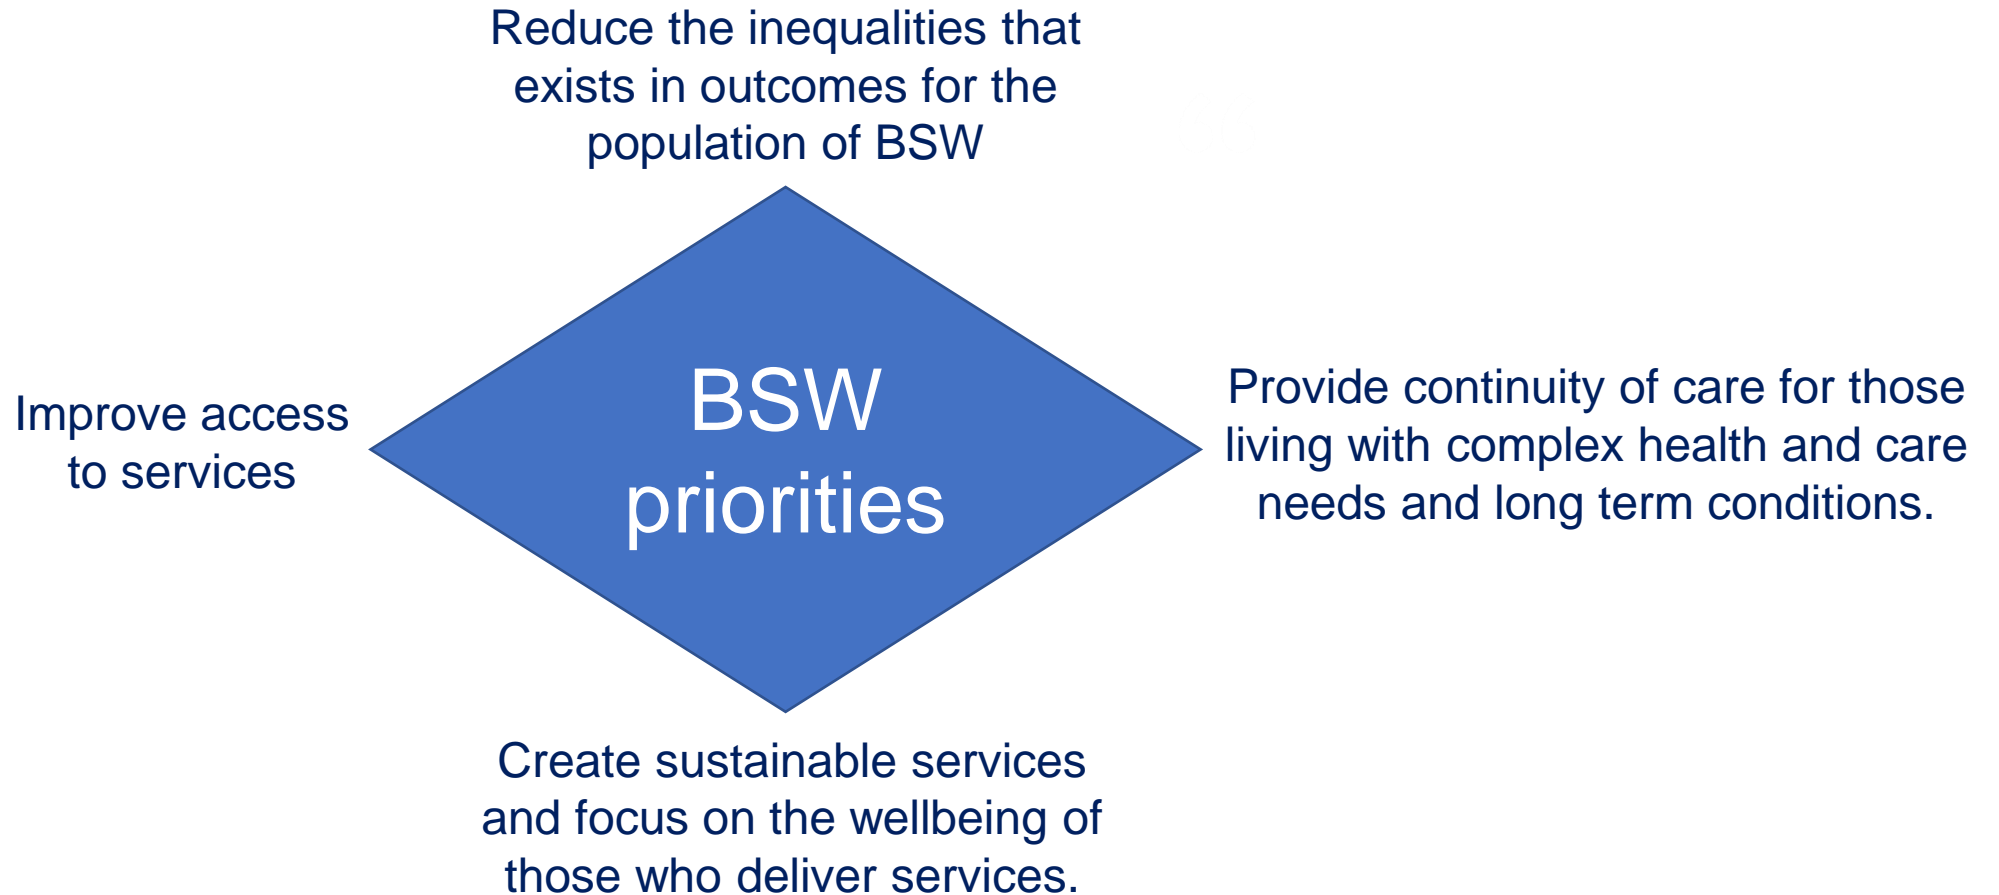 Reduce the inequalities that
exists in outcomes for the
population of BSW
Improve access
to services
BSW
priorities
Provide continuity of care for those
living with complex health and care
needs and long term conditions.
Create sustainable services
and focus on the wellbeing of
those who deliver services.